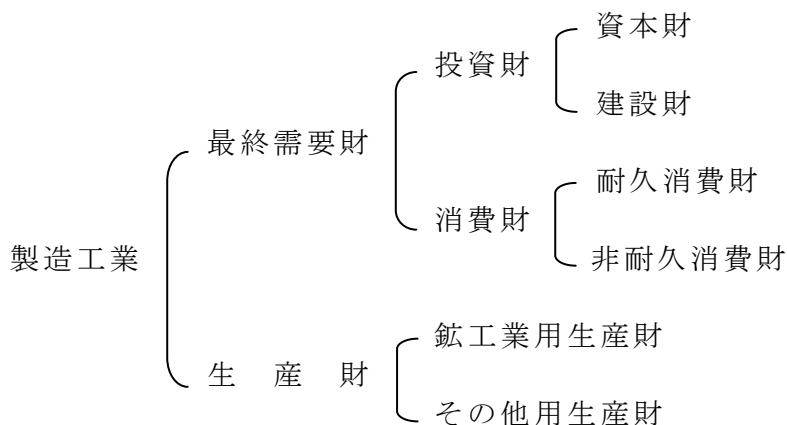 資本財
投資財
建設財
最終需要財
耐久消費財
消費財
製造工業
非耐久消費財
鉱工業用生産財
生産財
その他用生産財